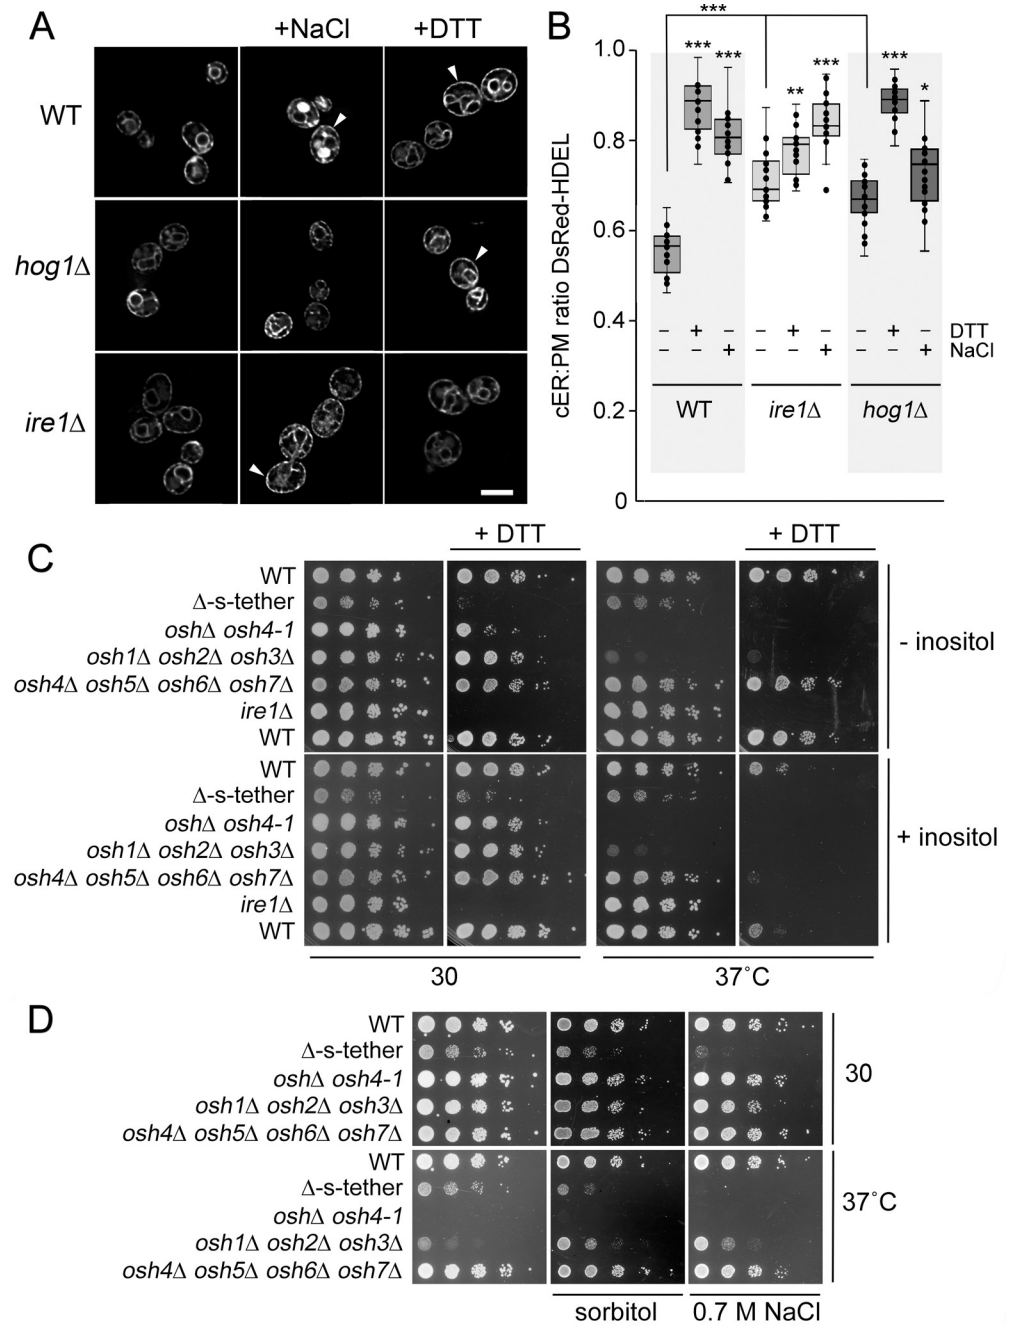 A
+NaCl
+DTT
WT
hog1Δ
ire1Δ
B
***
1.0
0.8
0.6
0.4
0.2
0
cER:PM ratio DsRed-HDEL
*** *** ** *** *** *
– + – – + – – + – DTT
– – + – – + – – + NaCl
WT ire1Δ hog1Δ
C
+ DTT
+ DTT
WT
Δ-s-tether
oshΔ osh4-1
osh1Δ osh2Δ osh3Δ
osh4Δ osh5Δ osh6Δ osh7Δ
ire1Δ
WT
- inositol
WT
Δ-s-tether
oshΔ osh4-1
osh1Δ osh2Δ osh3Δ
osh4Δ osh5Δ osh6Δ osh7Δ
ire1Δ
WT
+ inositol
30
37˚C
D
WT
Δ-s-tether
oshΔ osh4-1
osh1Δ osh2Δ osh3Δ
osh4Δ osh5Δ osh6Δ osh7Δ
30
WT
Δ-s-tether
oshΔ osh4-1
osh1Δ osh2Δ osh3Δ
osh4Δ osh5Δ osh6Δ osh7Δ
37˚C
sorbitol
0.7 M NaCl